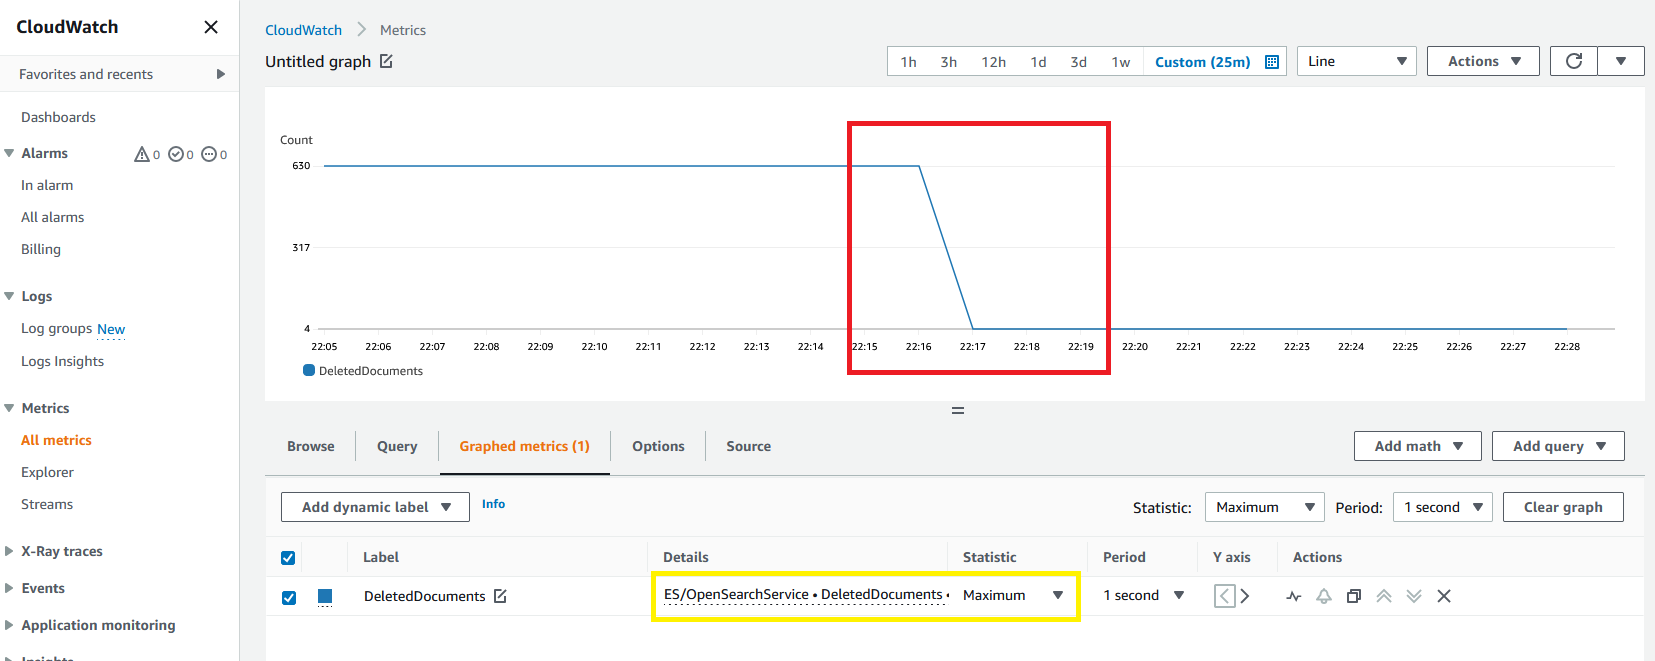 CloudWatch
Favorites and recents
Dashboards
Alarms 0 0 0
In alarm
All alarms
Billing
Logs
Log groups New
Logs Insights
Metrics
All metrics
Explorer
Streams
X-Ray traces
Events
Application monitoring
Insights
CloudWatch Metrics
Untitled graph
1h 3h 12h 1d 3d 1w Custom (25m) Line Actions
Count
630
317
4
22:05 22:06 22:07 22:08 22:09 22:10 22:11 22:12 22:13 22:14 22:15 22:16 22:17 22:18 22:19 22:20 22:21 22:22 22:23 22:24 22:25 22:26 22:27 22:28
DeletedDocuments
Browse Query Graphed metrics (1) Options Source Add math Add query
Add dynamic label Info Statistic: Maximum Period: 1 second Clear graph
Label Details Statistic Period Y axis Actions
DeletedDocuments ES/OpenSearchService • DeletedDocuments • Maximum 1 second